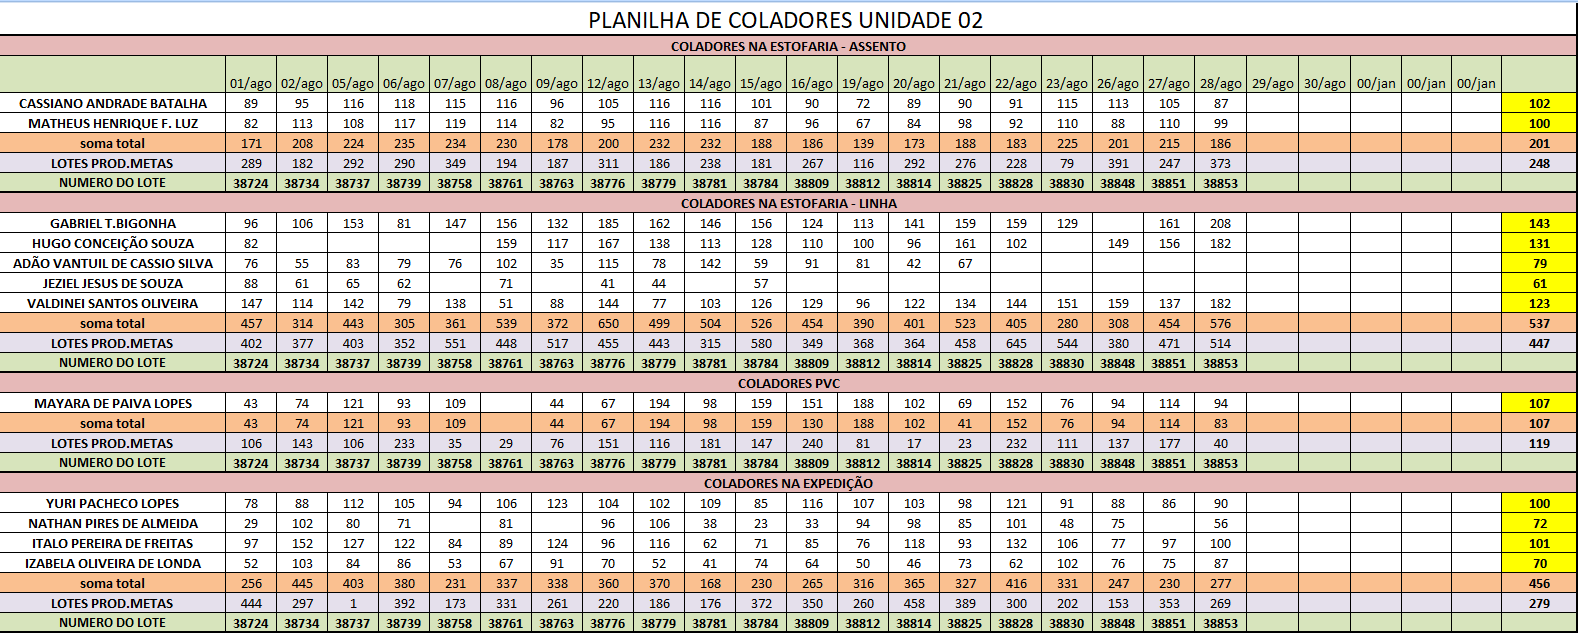 PLANILHA DE COLADORES UNIDADE 02
COLADORES NA ESTOFARIA - ASSENTO
01/ago 02/ago 05/ago 06/ago 07/ago 08/ago 09/ago 12/ago 13/ago 14/ago 15/ago 16/ago 19/ago 20/ago 21/ago 22/ago 23/ago 26/ago 27/ago 28/ago 29/ago 30/ago 00/jan 00/jan 00/jan
CASSIANO ANDRADE BATALHA 89 95 116 118 115 116 96 105 116 116 101 90 72 89 90 91 115 113 105 87 102
MATHEUS HENRIQUE F. LUZ 82 113 108 117 119 114 82 95 116 116 87 96 67 84 98 92 110 88 110 99 100
soma total 171 208 224 235 234 230 178 200 232 232 188 186 139 173 188 183 225 201 215 186 201
LOTES PROD.METAS 289 182 292 290 349 194 187 311 186 238 181 267 116 292 276 228 79 391 247 373 248
NUMERO DO LOTE 38724 38734 38737 38739 38758 38761 38763 38776 38779 38781 38784 38809 38812 38814 38825 38828 38830 38848 38851 38853
COLADORES NA ESTOFARIA - LINHA
GABRIEL T.BIGONHA 96 106 153 81 147 156 132 185 162 146 156 124 113 141 159 159 129 161 208 143
HUGO CONCEIÇÃO SOUZA 82 159 117 167 138 113 128 110 100 96 161 102 149 156 182 131
ADÃO VANTUIL DE CASSIO SILVA 76 55 83 79 76 102 35 115 78 142 59 91 81 42 67 79
JEZIEL JESUS DE SOUZA 88 61 65 62 71 41 44 57 61
VALDINEI SANTOS OLIVEIRA 147 114 142 79 138 51 88 144 77 103 126 129 96 122 134 144 151 159 137 182 123
soma total 457 314 443 305 361 539 372 650 499 504 526 454 390 401 523 405 280 308 454 576 537
LOTES PROD.METAS 402 377 403 352 551 448 517 455 443 315 580 349 368 364 458 645 544 380 471 514 447
NUMERO DO LOTE 38724 38734 38737 38739 38758 38761 38763 38776 38779 38781 38784 38809 38812 38814 38825 38828 38830 38848 38851 38853
COLADORES PVC
MAYARA DE PAIVA LOPES 43 74 121 93 109 44 67 194 98 159 151 188 102 69 152 76 94 114 94 107
soma total 43 74 121 93 109 44 67 194 98 159 130 188 102 41 152 76 94 114 83 107
LOTES PROD.METAS 106 143 106 233 35 29 76 151 116 181 147 240 81 17 23 232 111 137 177 40 119
NUMERO DO LOTE 38724 38734 38737 38739 38758 38761 38763 38776 38779 38781 38784 38809 38812 38814 38825 38828 38830 38848 38851 38853
COLADORES NA EXPEDIÇÃO
YURI PACHECO LOPES 78 88 112 105 94 106 123 104 102 109 85 116 107 103 98 121 91 88 86 90 100
NATHAN PIRES DE ALMEIDA 29 102 80 71 81 96 106 38 23 33 94 98 85 101 48 75 56 72
ITALO PEREIRA DE FREITAS 97 152 127 122 84 89 124 96 116 62 71 85 76 118 93 132 106 77 97 100 101
IZABELA OLIVEIRA DE LONDA 52 103 84 86 53 67 91 70 52 41 74 64 50 46 73 62 102 76 75 87 70
soma total 256 445 403 380 231 337 338 360 370 168 230 265 316 365 327 416 331 247 230 277 456
LOTES PROD.METAS 444 297 1 392 173 331 261 220 186 176 372 350 260 458 389 300 202 153 353 269 279
NUMERO DO LOTE 38724 38734 38737 38739 38758 38761 38763 38776 38779 38781 38784 38809 38812 38814 38825 38828 38830 38848 38851 38853